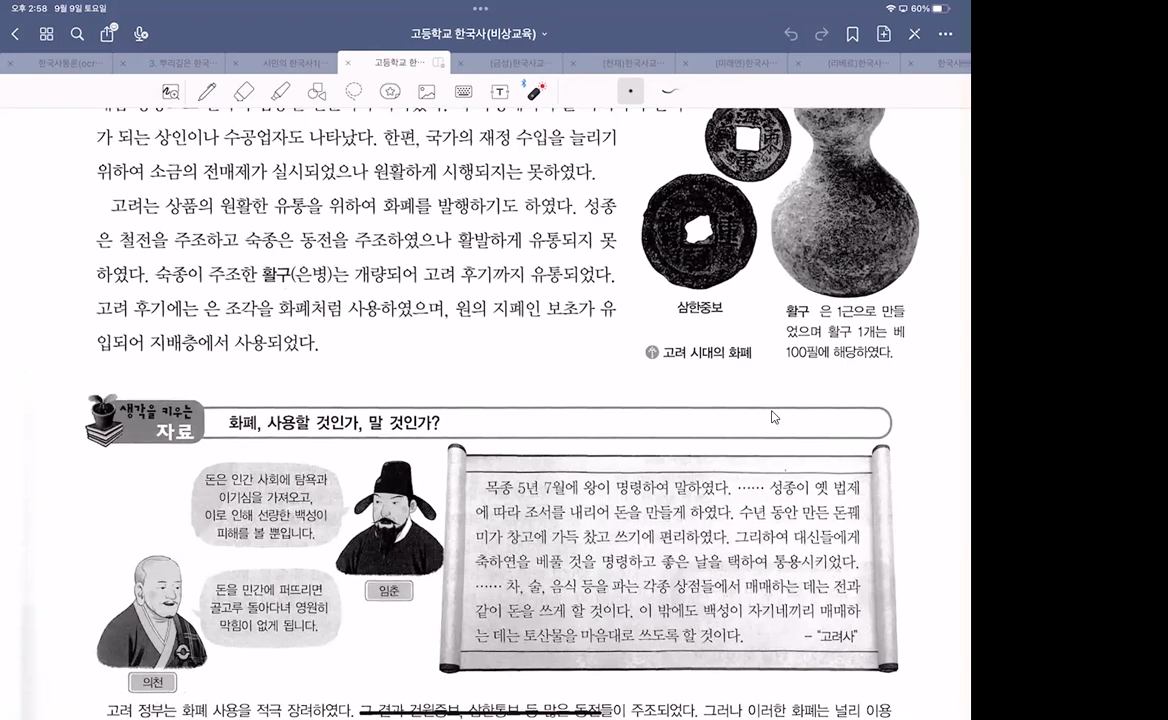 오후 2:58 9월 9일 토요일
60%
고등학교 한국사(비상교육)
한국사통론(ocr…
3. 뿌리깊은 한국…
시민의 한국사1(…
고등학교 한…
(금성)한국사교…
(천재)한국사교…
(미래엔)한국사…
(리베르)한국사…
한국사
가 되는 상인이나 수공업자도 나타났다. 한편, 국가의 재정 수입을 늘리기
위하여 소금의 전매제가 실시되었으나 원활하게 시행되지는 못하였다.
고려는 상품의 원활한 유통을 위하여 화폐를 발행하기도 하였다. 성종
은 철전을 주조하고 숙종은 동전을 주조하였으나 활발하게 유통되지 못
하였다. 숙종이 주조한 활구(은병)는 개량되어 고려 후기까지 유통되었다.
고려 후기에는 은 조각을 화폐처럼 사용하였으며, 원의 지폐인 보초가 유
입되어 지배층에서 사용되었다.
海
東
重
삼한중보
활구 은 1근으로 만들
었으며 활구 1개는 베
100필에 해당하였다.
고려 시대의 화폐
생각을 키우는
자료
화폐, 사용할 것인가, 말 것인가?
돈은 인간 사회에 탐욕과
이기심을 가져오고,
이로 인해 선량한 백성이
피해를 볼 뿐입니다.
임춘
돈을 민간에 퍼뜨리면
골고루 돌아다녀 영원히
막힘이 없게 됩니다.
의천
목종 5년 7월에 왕이 명령하여 말하였다. …… 성종이 옛 법제
에 따라 조서를 내리어 돈을 만들게 하였다. 수년 동안 만든 돈꿰
미가 창고에 가득 찼고 쓰기에 편리하였다. 그리하여 대신들에게
축하연을 베풀 것을 명령하고 좋은 날을 택하여 통용시키었다.
…… 차, 술, 음식 등을 파는 각종 상점들에서 매매하는 데는 전과
같이 돈을 쓰게 할 것이다. 이 밖에도 백성이 자기네끼리 매매하
는 데는 토산물을 마음대로 쓰도록 할 것이다. - “고려사”
고려 정부는 화폐 사용을 적극 장려하였다. 그 결과 건원중보, 삼한통보 등 많은 동전들이 주조되었다. 그러나 이러한 화폐는 널리 이용